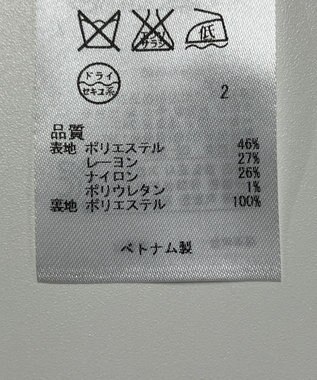 エンソ
サラシ
低
ドライ
セキユ系
2
品質
表地 ポリエステル 46%
レーヨン 27%
ナイロン 26%
ポリウレタン 1%
裏地 ポリエステル 100%
ベトナム製